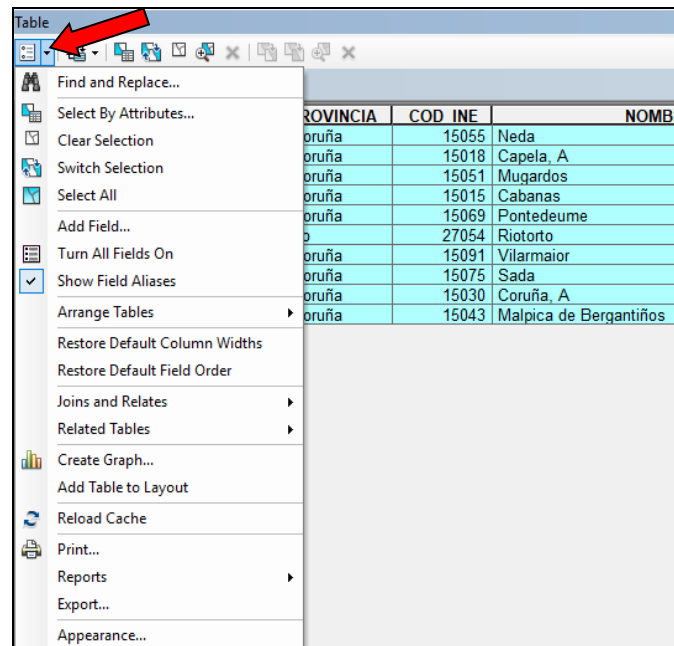 Table
Find and Replace...
Select By Attributes...
Clear Selection
Switch Selection
Select All
Add Field...
Turn All Fields On
Show Field Aliases
Arrange Tables
Restore Default Column Widths
Restore Default Field Order
Joins and Relates
Related Tables
Create Graph...
Add Table to Layout
Reload Cache
Print...
Reports
Export...
Appearance...
ROVINCIA COD INE NOMB
oruña 15055 Neda
oruña 15018 Capela, A
oruña 15051 Mugardos
oruña 15015 Cabanas
oruña 15069 Pontedeume
o 27054 Riotorto
oruña 15091 Vilarmaior
oruña 15075 Sada
oruña 15030 Coruña, A
oruña 15043 Malpica de Bergantiños